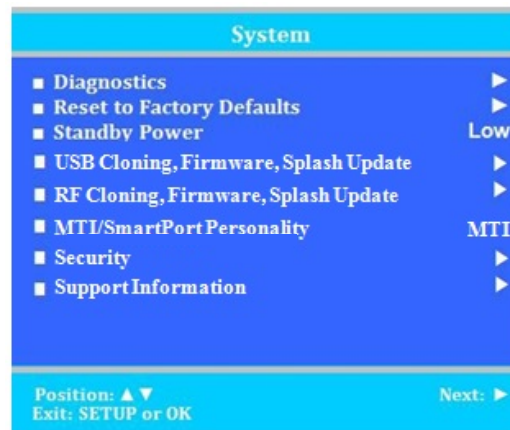 System
■ Diagnostics ▶
■ Reset to Factory Defaults ▶
■ Standby Power Low
■ USB Cloning, Firmware, Splash Update ▶
■ RF Cloning, Firmware, Splash Update ▶
■ MTI/SmartPort Personality MTI
■ Security ▶
■ Support Information ▶
Position: ▲ ▼ Next: ▶
Exit: SETUP or OK